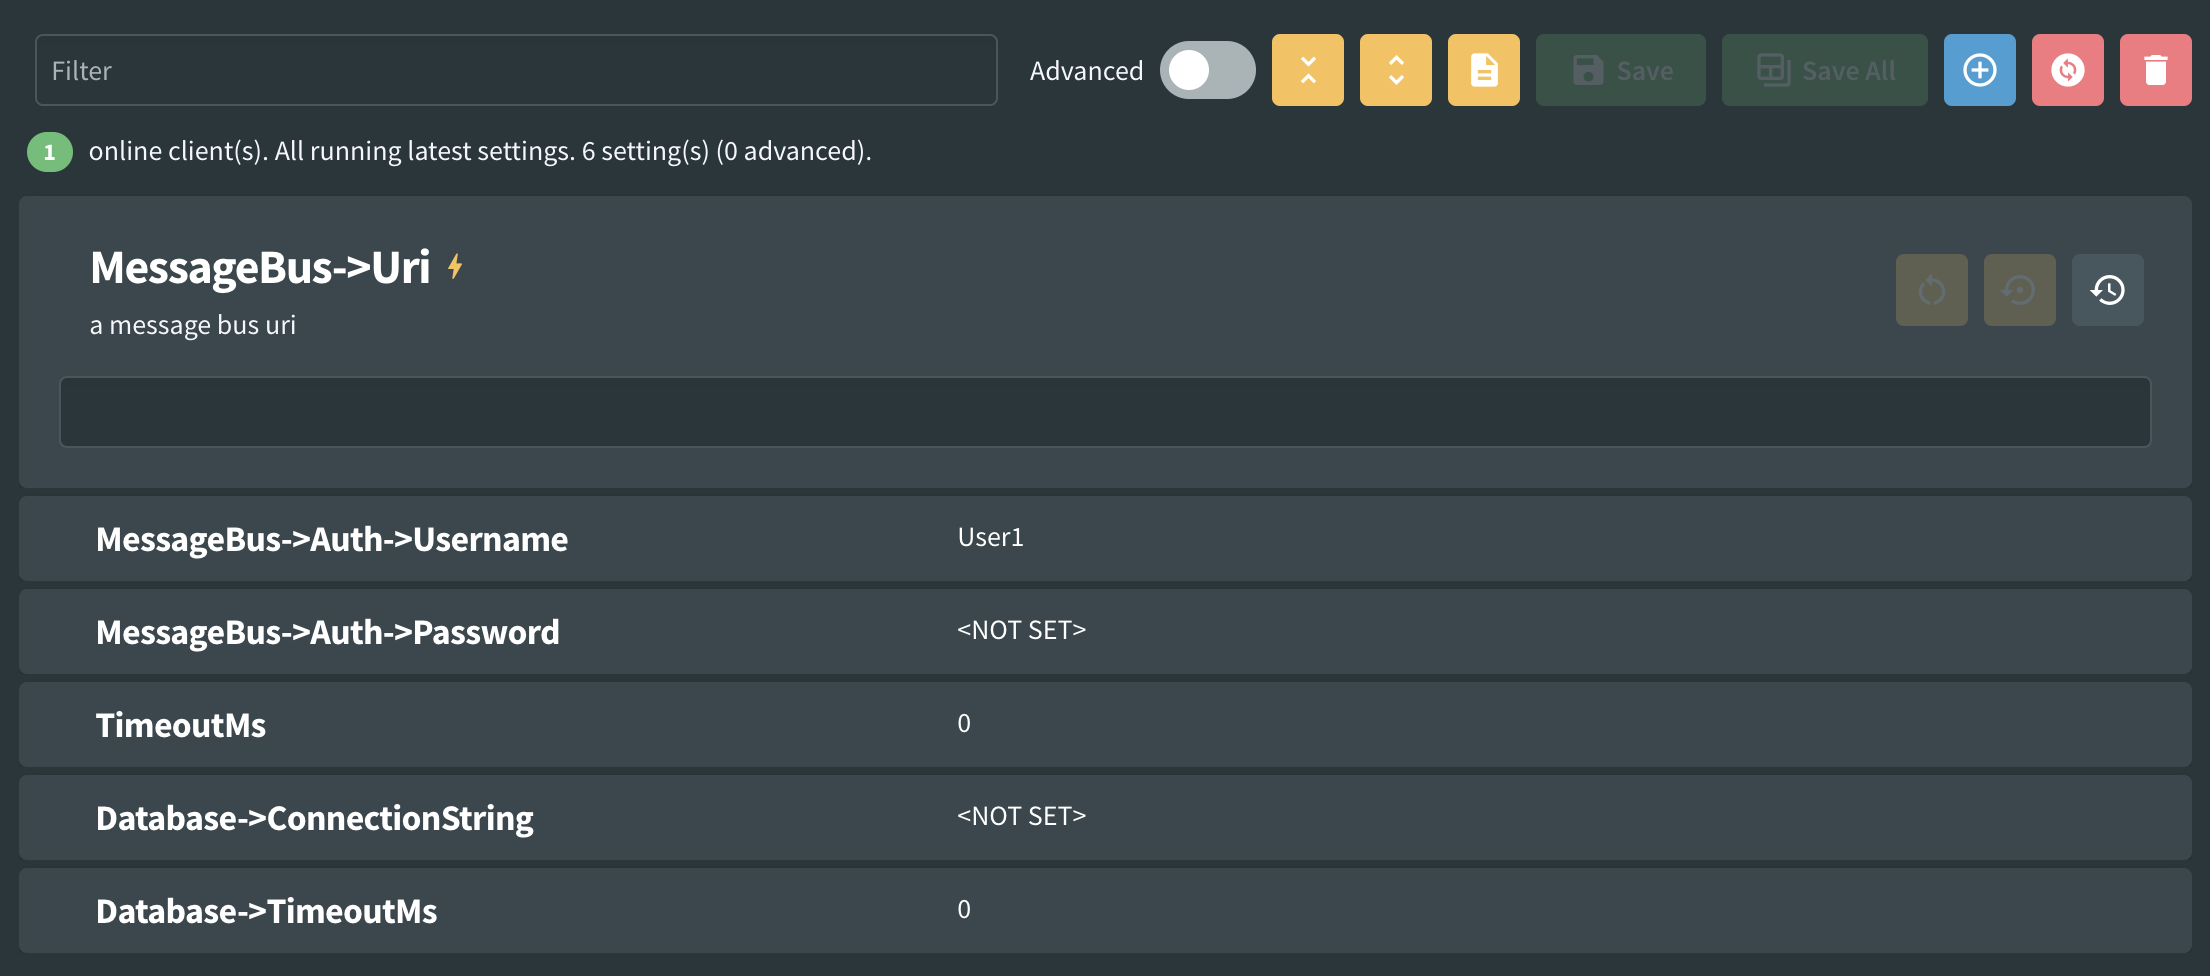 Filter
Advanced
Save
Save All
1 online client(s). All running latest settings. 6 setting(s) (0 advanced).
MessageBus->Uri
a message bus uri
MessageBus->Auth->Username User1
MessageBus->Auth->Password <NOT SET>
TimeoutMs 0
Database->ConnectionString <NOT SET>
Database->TimeoutMs 0